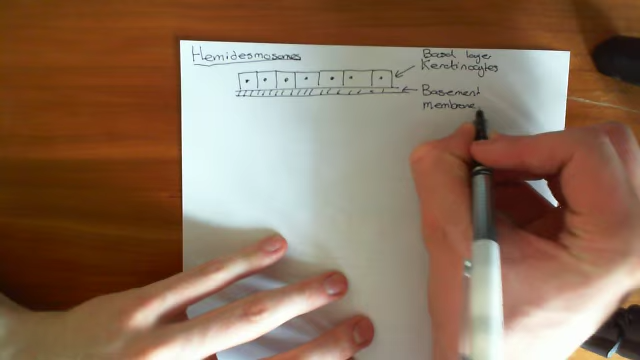 Hemidesmosomes
Basal layer
Keratinocytes
Basement
membrane